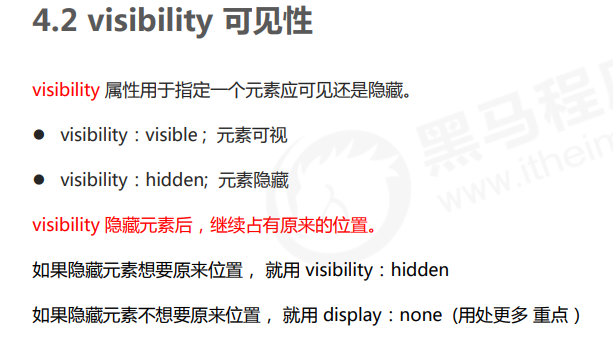 4.2 visibility 可见性
visibility 属性用于指定一个元素应可见还是隐藏。
● visibility：visible ;  元素可视
● visibility：hidden;  元素隐藏
visibility 隐藏元素后，继续占有原来的位置。
如果隐藏元素想要原来位置， 就用 visibility：hidden
如果隐藏元素不想要原来位置， 就用 display：none  (用处更多 重点 )
黑马程
www.ithei